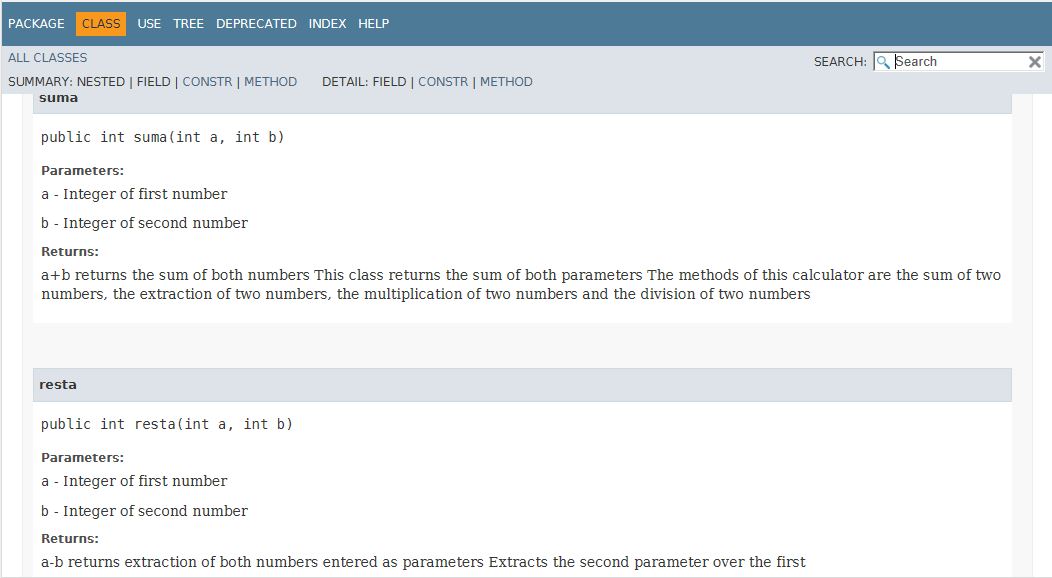 PACKAGE CLASS USE TREE DEPRECATED INDEX HELP
ALL CLASSES
SEARCH: Search
SUMMARY: NESTED | FIELD | CONSTR | METHOD DETAIL: FIELD | CONSTR | METHOD
suma
public int suma(int a, int b)
Parameters:
a - Integer of first number
b - Integer of second number
Returns:
a+b returns the sum of both numbers This class returns the sum of both parameters The methods of this calculator are the sum of two
numbers, the extraction of two numbers, the multiplication of two numbers and the division of two numbers
resta
public int resta(int a, int b)
Parameters:
a - Integer of first number
b - Integer of second number
Returns:
a-b returns extraction of both numbers entered as parameters Extracts the second parameter over the first